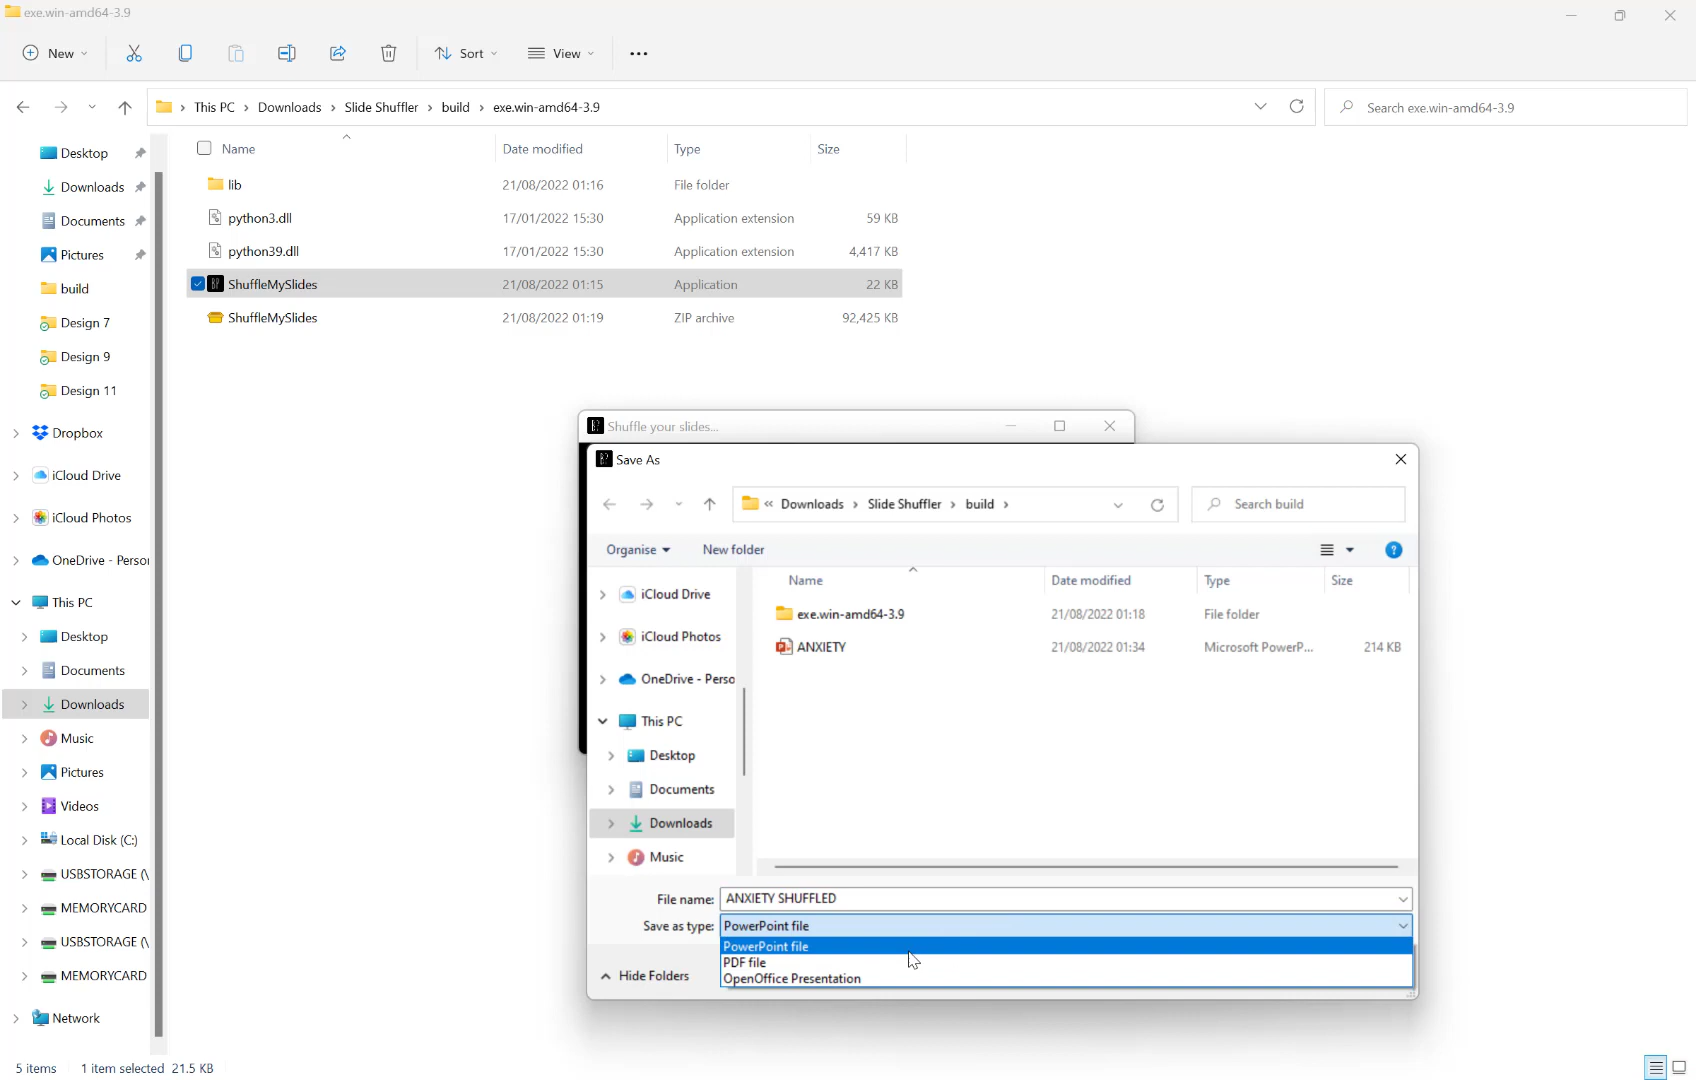 exe.win-amd64-3.9
New
Sort
View
This PC > Downloads > Slide Shuffler > build > exe.win-amd64-3.9
Search exe.win-amd64-3.9
Name Date modified Type Size
lib 21/08/2022 01:16 File folder
python3.dll 17/01/2022 15:30 Application extension 59 KB
python39.dll 17/01/2022 15:30 Application extension 4,417 KB
ShuffleMySlides 21/08/2022 01:15 Application 22 KB
ShuffleMySlides 21/08/2022 01:19 ZIP archive 92,425 KB
Desktop
Downloads
Documents
Pictures
build
Design 7
Design 9
Design 11
Dropbox
iCloud Drive
iCloud Photos
OneDrive - Person
This PC
Desktop
Documents
Downloads
Music
Pictures
Videos
Local Disk (C:)
USBSTORAGE (\
MEMORYCARD
USBSTORAGE (\
MEMORYCARD
Network
5 items 1 item selected 21.5 KB
Shuffle your slides...
Save As
« Downloads > Slide Shuffler > build >
Search build
Organise New folder
?
Name Date modified Type Size
exe.win-amd64-3.9 21/08/2022 01:18 File folder
ANXIETY 21/08/2022 01:34 Microsoft PowerP... 214 KB
iCloud Drive
iCloud Photos
OneDrive - Perso
This PC
Desktop
Documents
Downloads
Music
File name: ANXIETY SHUFFLED
Save as type: PowerPoint file
PowerPoint file
PDF file
OpenOffice Presentation
Hide Folders